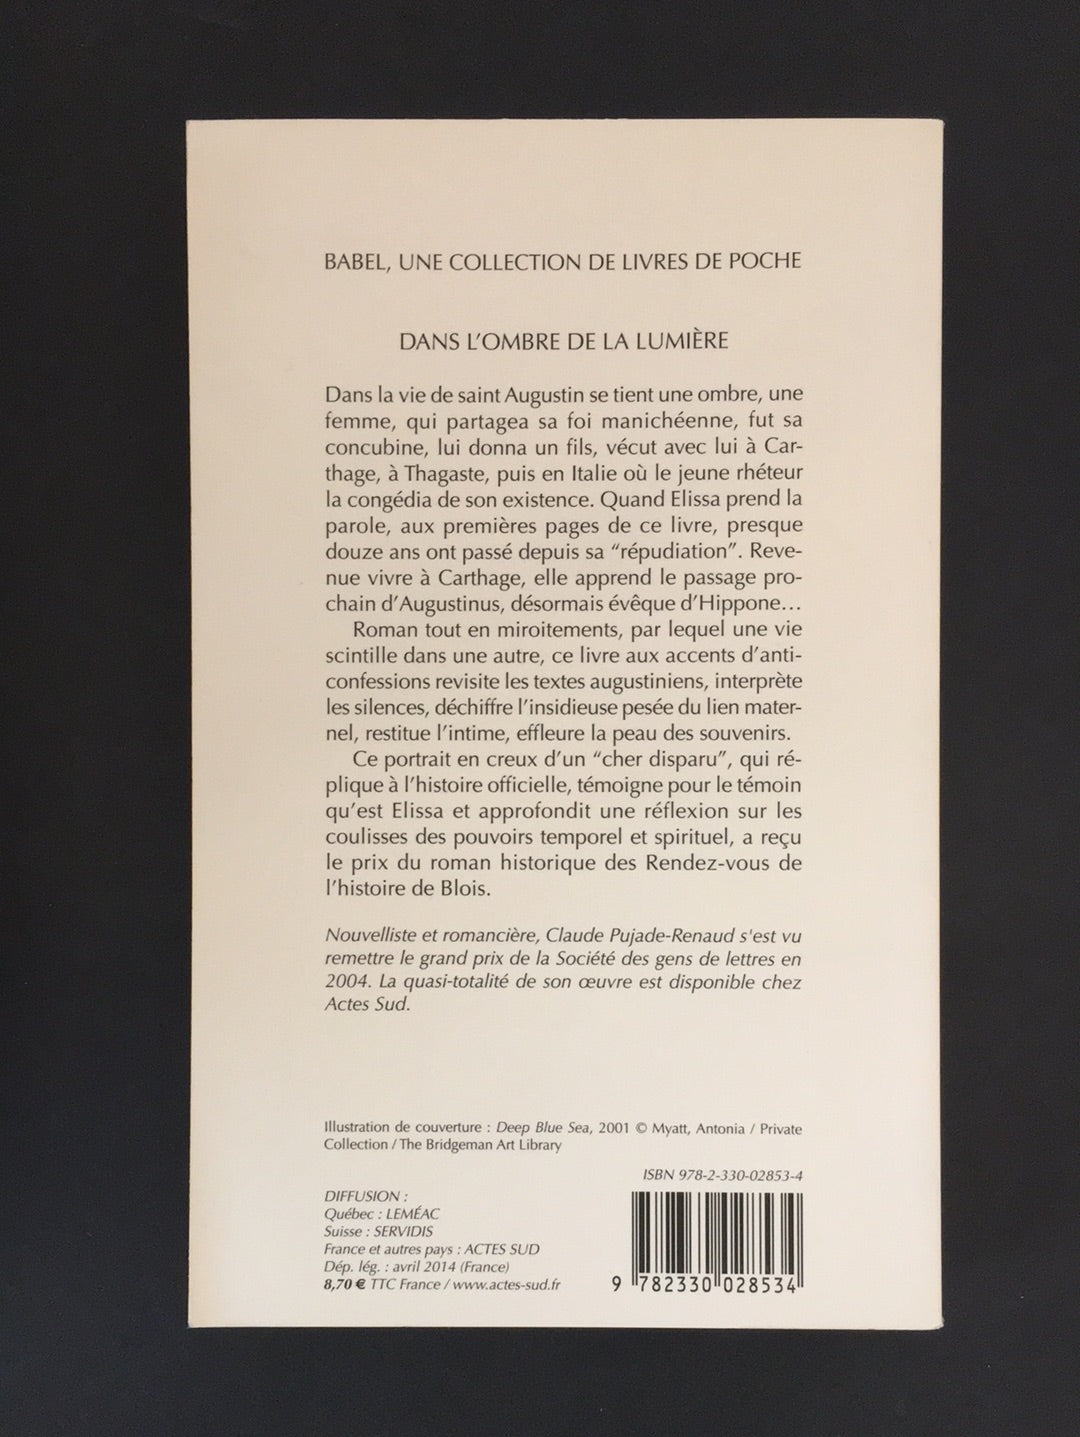 BABEL, UNE COLLECTION DE LIVRES DE POCHE
DANS L'OMBRE DE LA LUMIÈRE
Dans la vie de saint Augustin se tient une ombre, une
femme, qui partagea sa foi manichéenne, fut sa
concubine, lui donna un fils, vécut avec lui à Car-
thage, à Thagaste, puis en Italie où le jeune rhéteur
la congédia de son existence. Quand Elissa prend la
parole, aux premières pages de ce livre, presque
douze ans ont passé depuis sa "répudiation". Reve-
nue vivre à Carthage, elle apprend le passage pro-
chain d'Augustinus, désormais évêque d'Hippone...
Roman tout en miroitements, par lequel une vie
scintille dans une autre, ce livre aux accents d'anti-
confessions revisite les textes augustiniens, interprète
les silences, déchiffre l'insidieuse pesée du lien mater-
nel, restitue l'intime, effleure la peau des souvenirs.
Ce portrait en creux d'un "cher disparu", qui ré-
plique à l'histoire officielle, témoigne pour le témoin
qu'est Elissa et approfondit une réflexion sur les
coulisses des pouvoirs temporel et spirituel, a reçu
le prix du roman historique des Rendez-vous de
l'histoire de Blois.
Nouvelliste et romancière, Claude Pujade-Renaud s'est vu
remettre le grand prix de la Société des gens de lettres en
2004. La quasi-totalité de son œuvre est disponible chez
Actes Sud.
Illustration de couverture : Deep Blue Sea, 2001 © Myatt, Antonia / Private
Collection / The Bridgeman Art Library
ISBN 978-2-330-02853-4
DIFFUSION :
Québec : LEMÉAC
Suisse : SERVIDIS
France et autres pays : ACTES SUD
Dép. lég. : avril 2014 (France)
8,70 € TTC France / www.actes-sud.fr
9 782330 028534